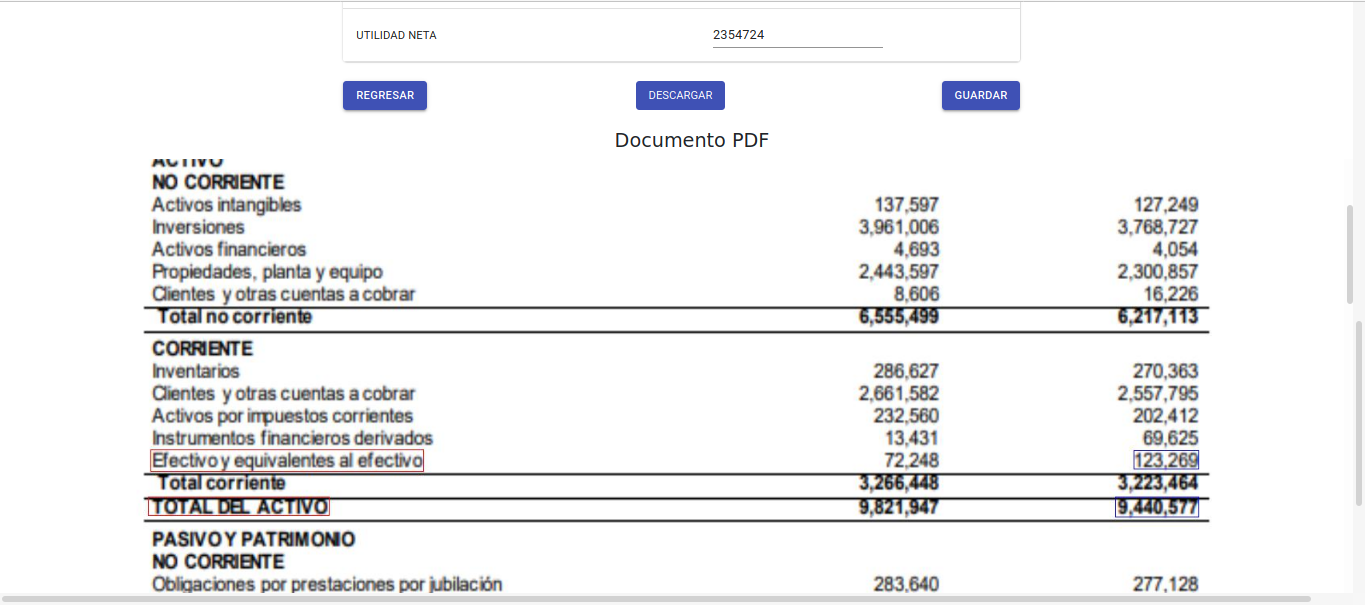 UTILIDAD NETA 2354724
REGRESAR DESCARGAR GUARDAR
Documento PDF
ACTIVO
NO CORRIENTE
Activos intangibles 137,597 127,249
Inversiones 3,961,006 3,768,727
Activos financieros 4,693 4,054
Propiedades, planta y equipo 2,443,597 2,300,857
Clientes y otras cuentas a cobrar 8,606 16,226
Total no corriente 6,555,499 6,217,113
CORRIENTE
Inventarios 286,627 270,363
Clientes y otras cuentas a cobrar 2,661,582 2,557,795
Activos por impuestos corrientes 232,560 202,412
Instrumentos financieros derivados 13,431 69,625
Efectivo y equivalentes al efectivo 72,248 123,269
Total corriente 3,266,448 3,223,464
TOTAL DEL ACTIVO 9,821,947 9,440,577
PASIVO Y PATRIMONIO
NO CORRIENTE
Obligaciones por prestaciones por jubilación 283,640 277,128